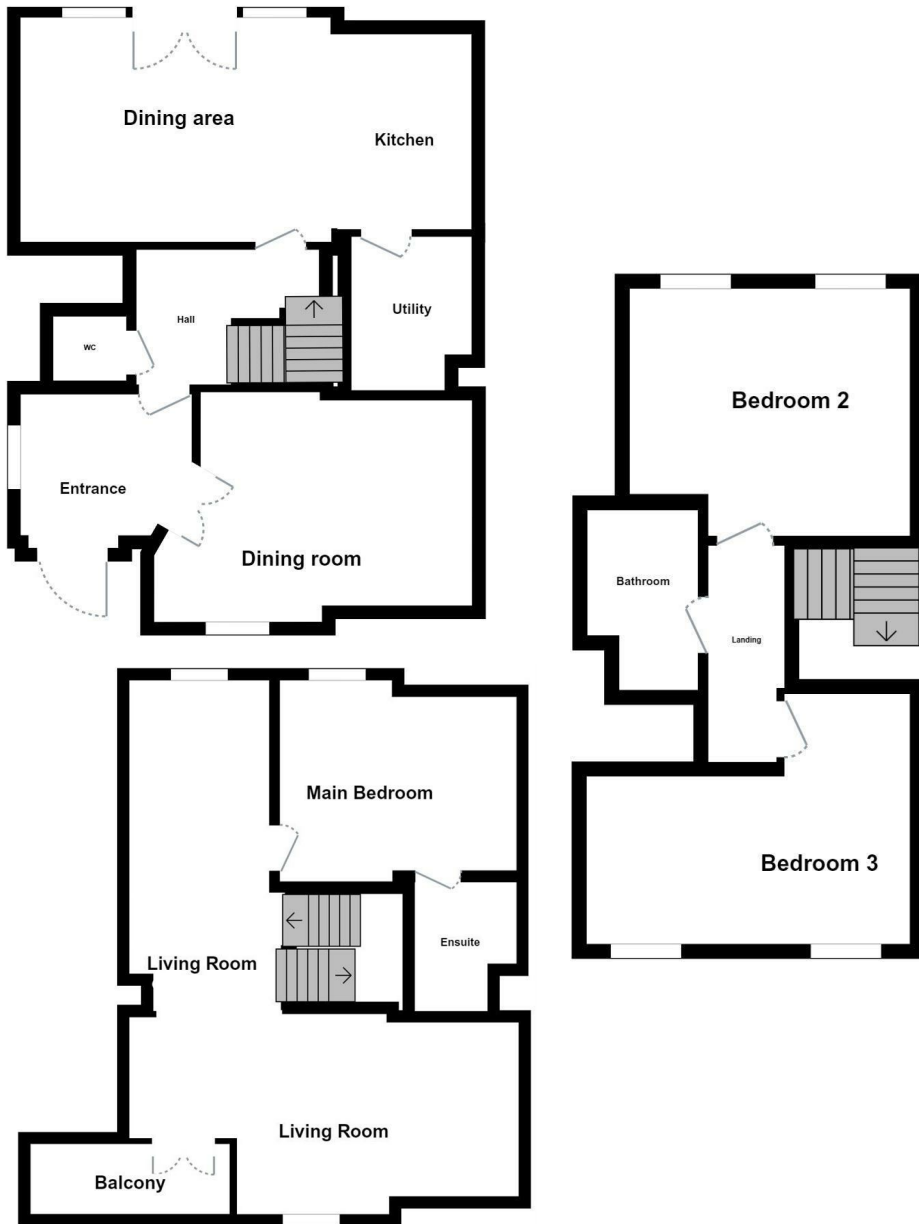 Dining area
Kitchen
Hall
Utility
WC
Entrance
Dining room
Bedroom 2
Bathroom
Landing
Bedroom 3
Main Bedroom
Living Room
Ensuite
Living Room
Balcony